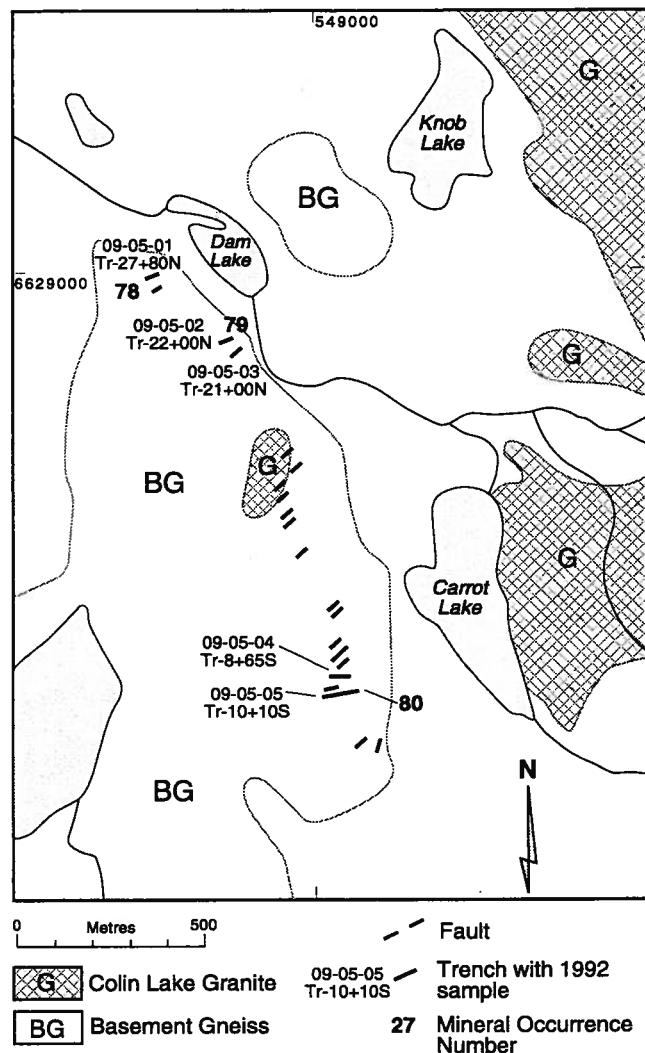 549000
G
Knob
Lake
BG
Dam
Lake
09-05-01
Tr-27+80N
6629000
78
09-05-02
79
Tr-22+00N
09-05-03
Tr-21+00N
G
G
BG
G
Carrot
Lake
09-05-04
Tr-8+65S
09-05-05
Tr-10+10S
80
N
BG
0 Metres 500
Fault
G Colin Lake Granite
09-05-05
Tr-10+10S
Trench with 1992
sample
BG Basement Gneiss
27 Mineral Occurrence
Number